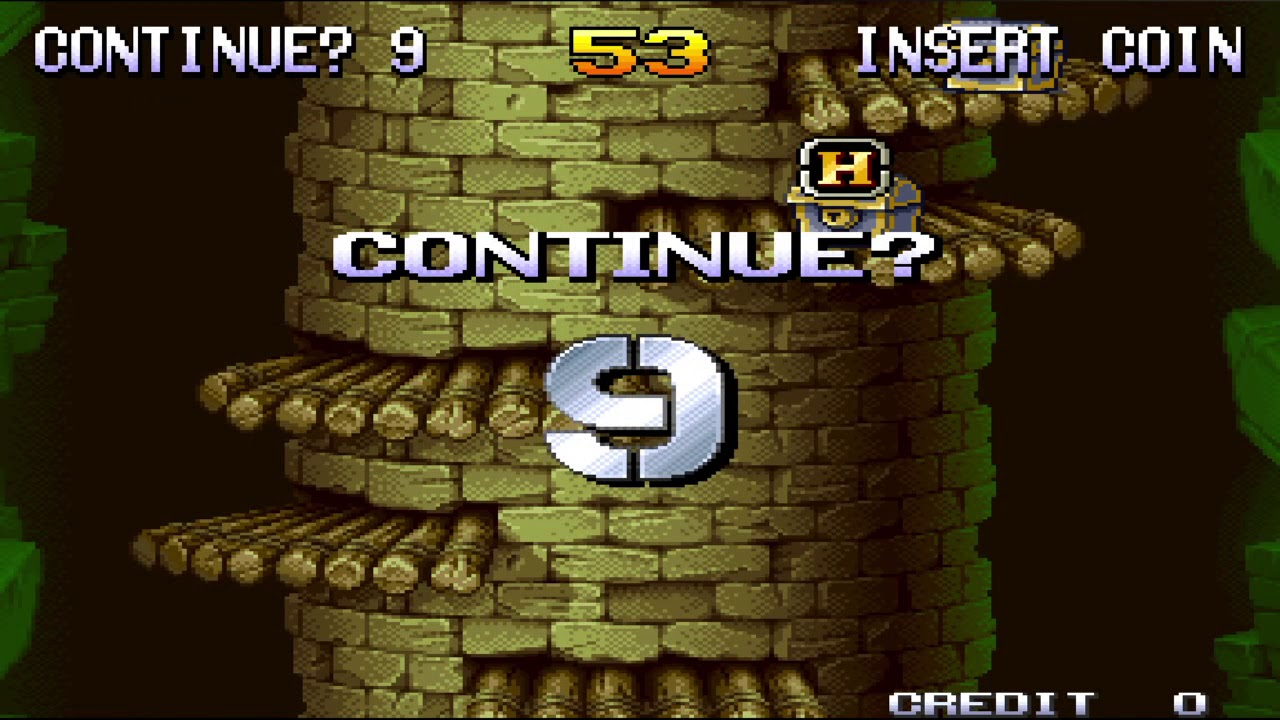 CONTINUE? 9 53 INSERT COIN
H
CONTINUE?
9
CREDIT 0